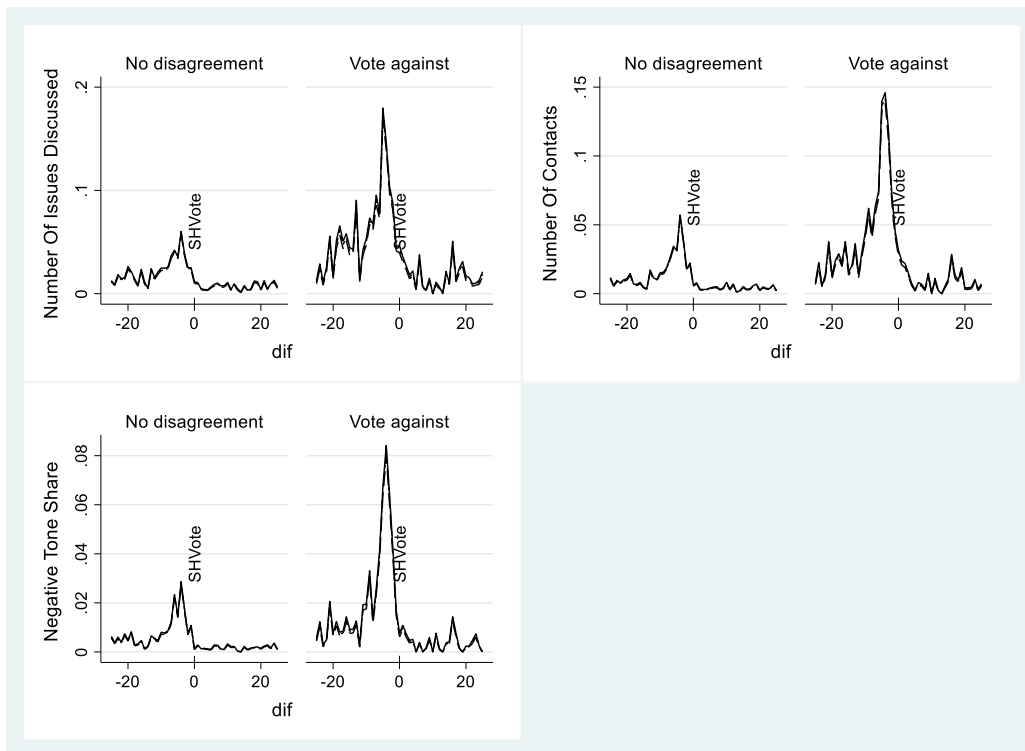 No disagreement
Vote against
Number Of Issues Discussed
.2
.1
0
SHVote
SHVote
-20
0
20
-20
0
20
dif
No disagreement
Vote against
Number Of Contacts
.15
.1
.05
0
SHVote
SHVote
-20
0
20
-20
0
20
dif
No disagreement
Vote against
Negative Tone Share
.08
.06
.04
.02
0
SHVote
SHVote
-20
0
20
-20
0
20
dif